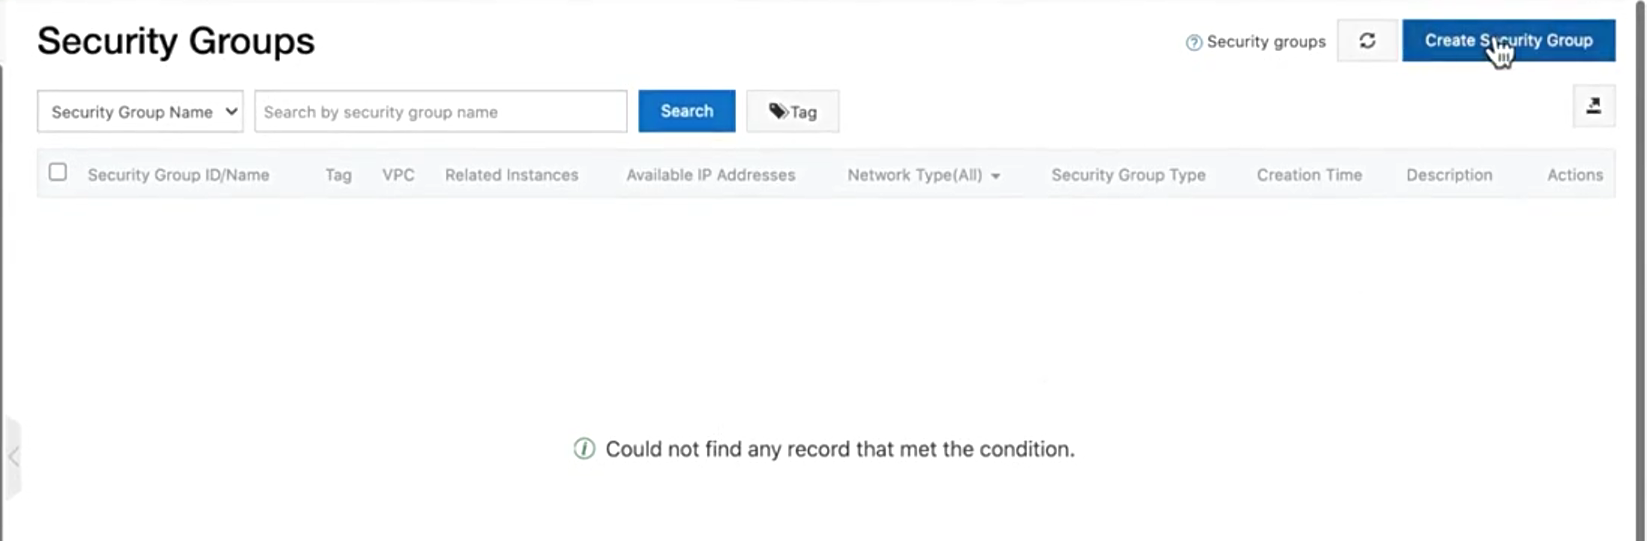 Security Groups
Security groups
Create Security Group
Security Group Name
Search by security group name
Search
Tag
Security Group ID/Name
Tag
VPC
Related Instances
Available IP Addresses
Network Type(All)
Security Group Type
Creation Time
Description
Actions
Could not find any record that met the condition.